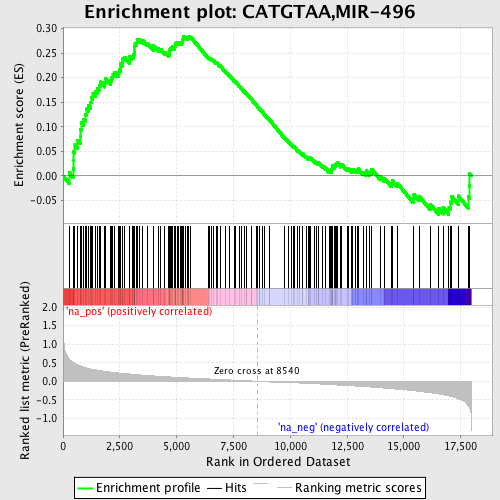 Enrichment plot: CATGTAA,MIR-496
Enrichment score (ES)
0.30
0.25
0.20
0.15
0.10
0.05
0.00
-0.05
'na_pos' (positively correlated)
Ranked list metric (PreRanked)
2.0
1.5
1.0
0.5
0.0
-0.5
-1.0
Zero cross at 8540
'na_neg' (negatively correlated)
0
2,500
5,000
7,500
10,000
12,500
15,000
17,500
Rank in Ordered Dataset
Enrichment profile
Hits
Ranking metric scores